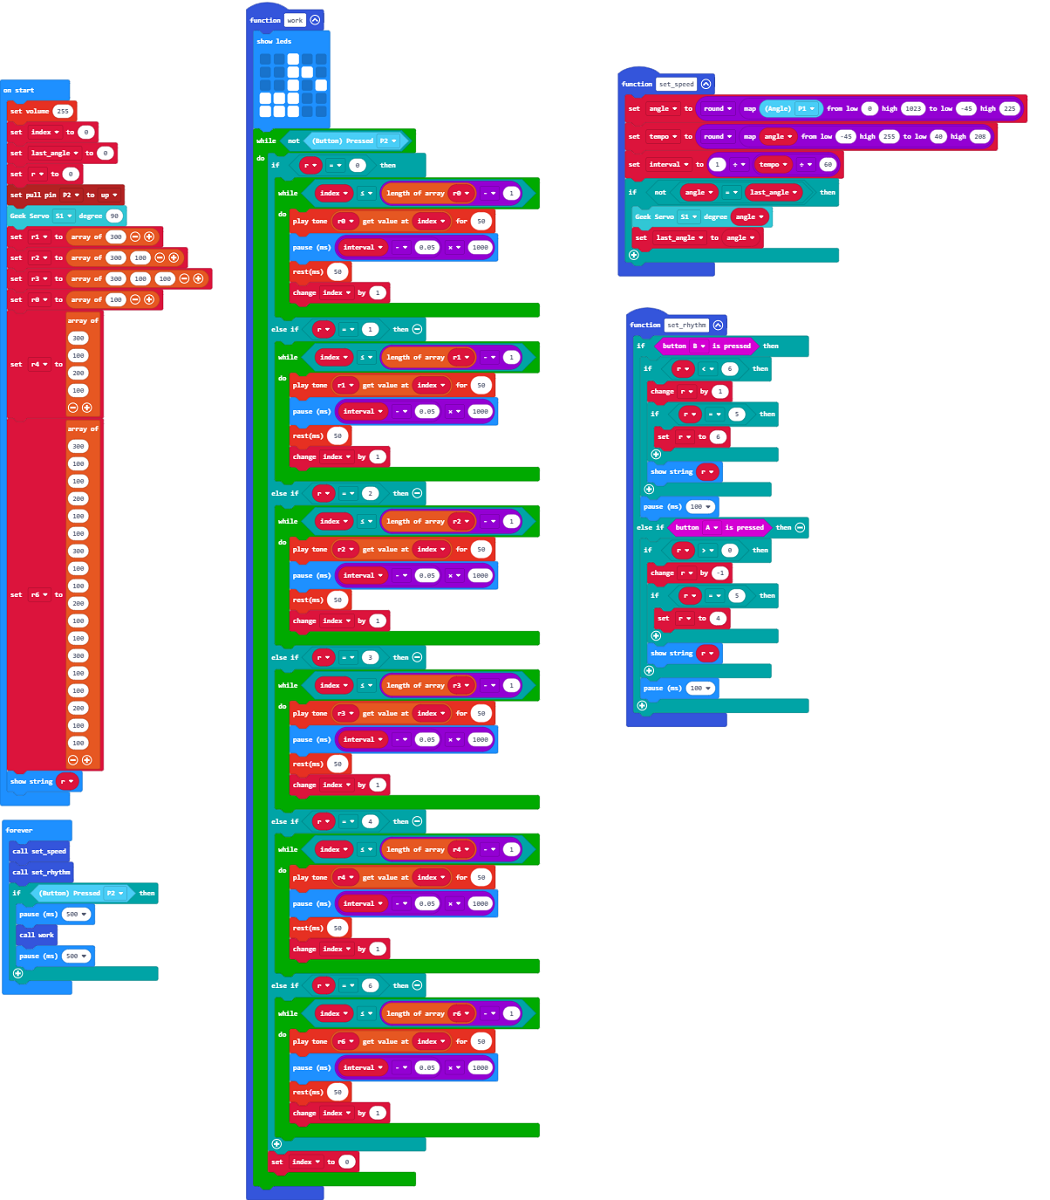 on start
set volume 255
set index to 0
set last_angle to 0
set r to 0
set pull pin P2 to up
Geek Servo S1 degree 90
set r1 to array of 300
set r2 to array of 300 100
set r3 to array of 300 100 100
set r0 to array of 100
set r4 to array of
300
100
200
100
set r6 to array of
300
100
100
200
100
100
300
100
100
200
100
100
300
100
100
200
100
100
show string r
forever
call set_speed
call set_rhythm
if (Button) Pressed P2 then
pause (ms) 500
call work
pause (ms) 500
function work
show leds
while not (Button) Pressed P2
do if r = 0 then
while index ≤ length of array r0 - 1
do
play tone r0 get value at index for 50
pause (ms) interval - 0.05 × 1000
rest(ms) 50
change index by 1
else if r = 1 then
while index ≤ length of array r1 - 1
do
play tone r1 get value at index for 50
pause (ms) interval - 0.05 × 1000
rest(ms) 50
change index by 1
else if r = 2 then
while index ≤ length of array r2 - 1
do
play tone r2 get value at index for 50
pause (ms) interval - 0.05 × 1000
rest(ms) 50
change index by 1
else if r = 3 then
while index ≤ length of array r3 - 1
do
play tone r3 get value at index for 50
pause (ms) interval - 0.05 × 1000
rest(ms) 50
change index by 1
else if r = 4 then
while index ≤ length of array r4 - 1
do
play tone r4 get value at index for 50
pause (ms) interval - 0.05 × 1000
rest(ms) 50
change index by 1
else if r = 6 then
while index ≤ length of array r6 - 1
do
play tone r6 get value at index for 50
pause (ms) interval - 0.05 × 1000
rest(ms) 50
change index by 1
set index to 0
function set_speed
set angle to round map (Angle) P1 from low 0 high 1023 to low -45 high 225
set tempo to round map angle from low -45 high 255 to low 40 high 208
set interval to 1 ÷ tempo ÷ 60
if not angle = last_angle then
Geek Servo S1 degree angle
set last_angle to angle
function set_rhythm
if button B is pressed then
if r < 6 then
change r by 1
if r = 5 then
set r to 6
show string r
pause (ms) 100
else if button A is pressed then
if r > 0 then
change r by -1
if r = 5 then
set r to 4
show string r
pause (ms) 100